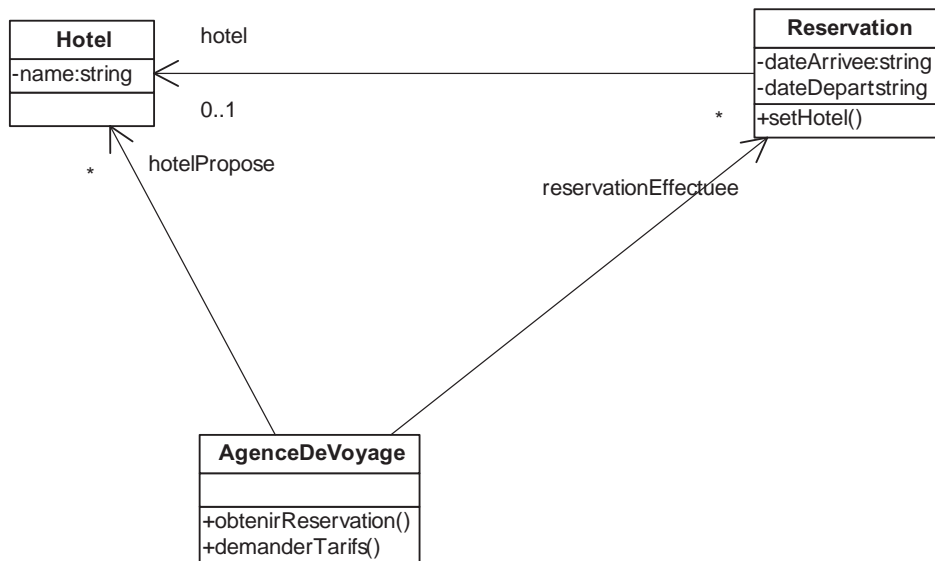 Hotel
-name:string
hotel
0..1
Reservation
-dateArrivee:string
-dateDepartstring
+setHotel()
*
*
hotelPropose
reservationEffectuee
AgenceDeVoyage
+obtenirReservation()
+demanderTarifs()